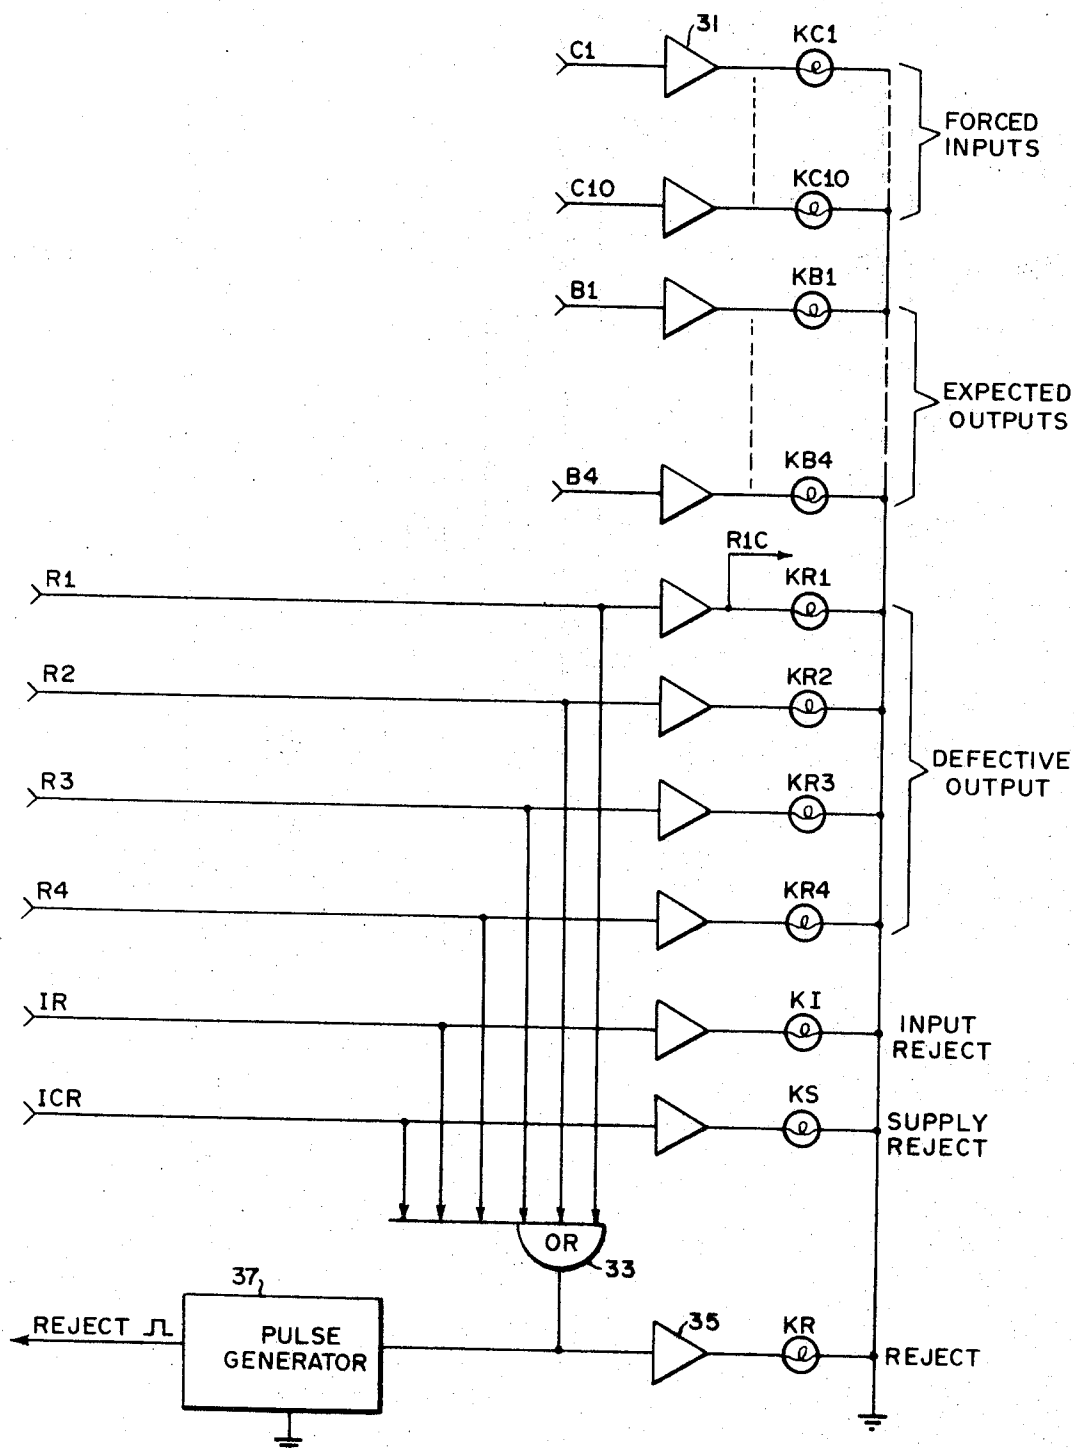 31
C1
KC1
FORCED
INPUTS
C10
KC10
B1
KB1
EXPECTED
OUTPUTS
B4
KB4
R1C
R1
KR1
R2
KR2
DEFECTIVE
OUTPUT
R3
KR3
R4
KR4
IR
KI
INPUT
REJECT
ICR
KS
SUPPLY
REJECT
OR
33
37
REJECT
PULSE
GENERATOR
35
KR
REJECT